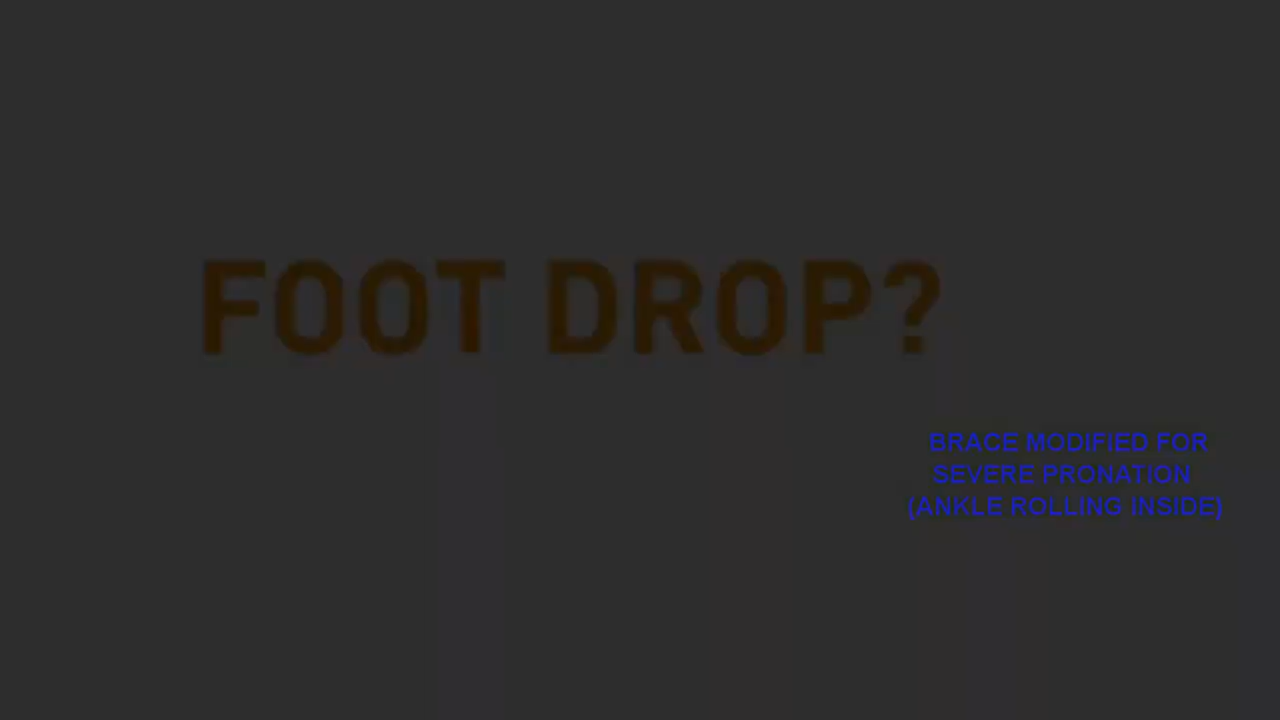 FOOT DROP?
BRACE MODIFIED FOR
SEVERE PRONATION
(ANKLE ROLLING INSIDE)